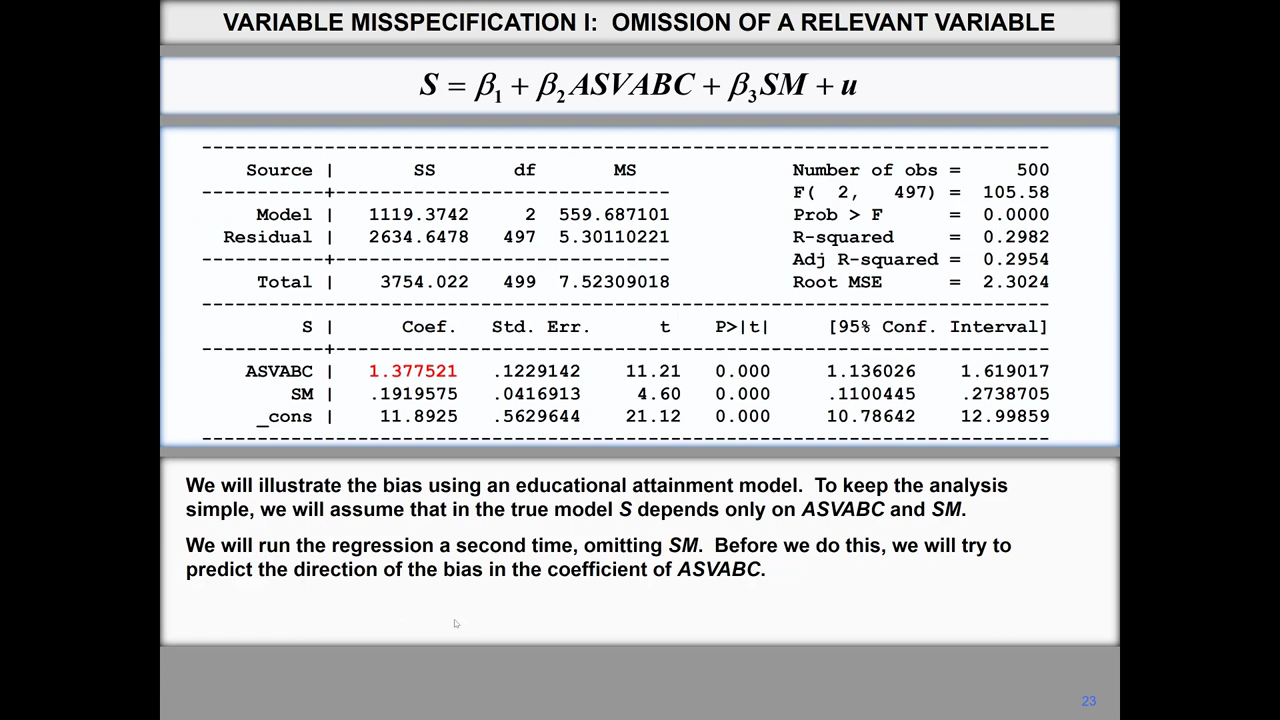 VARIABLE MISSPECIFICATION I: OMISSION OF A RELEVANT VARIABLE
S = β1 + β2ASVABC + β3SM + u
----------------------------------------------------------------------------
Source | SS df MS Number of obs = 500
-----------+------------------------------ F( 2, 497) = 105.58
Model | 1119.3742 2 559.687101 Prob > F = 0.0000
Residual | 2634.6478 497 5.30110221 R-squared = 0.2982
-----------+------------------------------ Adj R-squared = 0.2954
Total | 3754.022 499 7.52309018 Root MSE = 2.3024
----------------------------------------------------------------------------
S | Coef. Std. Err. t P>|t| [95% Conf. Interval]
-----------+----------------------------------------------------------------
ASVABC | 1.377521 .1229142 11.21 0.000 1.136026 1.619017
SM | .1919575 .0416913 4.60 0.000 .1100445 .2738705
_cons | 11.8925 .5629644 21.12 0.000 10.78642 12.99859
----------------------------------------------------------------------------
We will illustrate the bias using an educational attainment model. To keep the analysis
simple, we will assume that in the true model S depends only on ASVABC and SM.
We will run the regression a second time, omitting SM. Before we do this, we will try to
predict the direction of the bias in the coefficient of ASVABC.
23